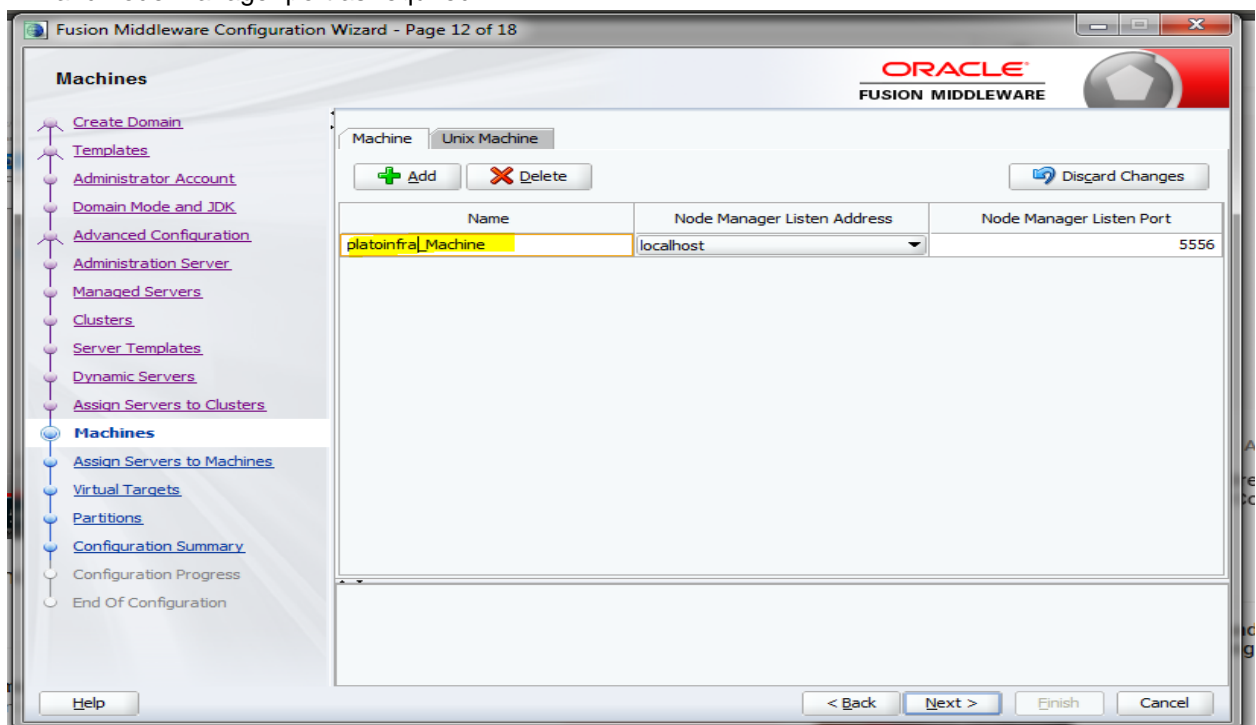 Fusion Middleware Configuration Wizard - Page 12 of 18
Machines
ORACLE
FUSION MIDDLEWARE
Create Domain
Templates
Administrator Account
Domain Mode and JDK
Advanced Configuration
Administration Server
Managed Servers
Clusters
Server Templates
Dynamic Servers
Assign Servers to Clusters
Machines
Assign Servers to Machines
Virtual Targets
Partitions
Configuration Summary
Configuration Progress
End Of Configuration
Machine Unix Machine
Add Delete Discard Changes
Name Node Manager Listen Address Node Manager Listen Port
platoinfra_Machine localhost 5556
Help < Back Next > Finish Cancel